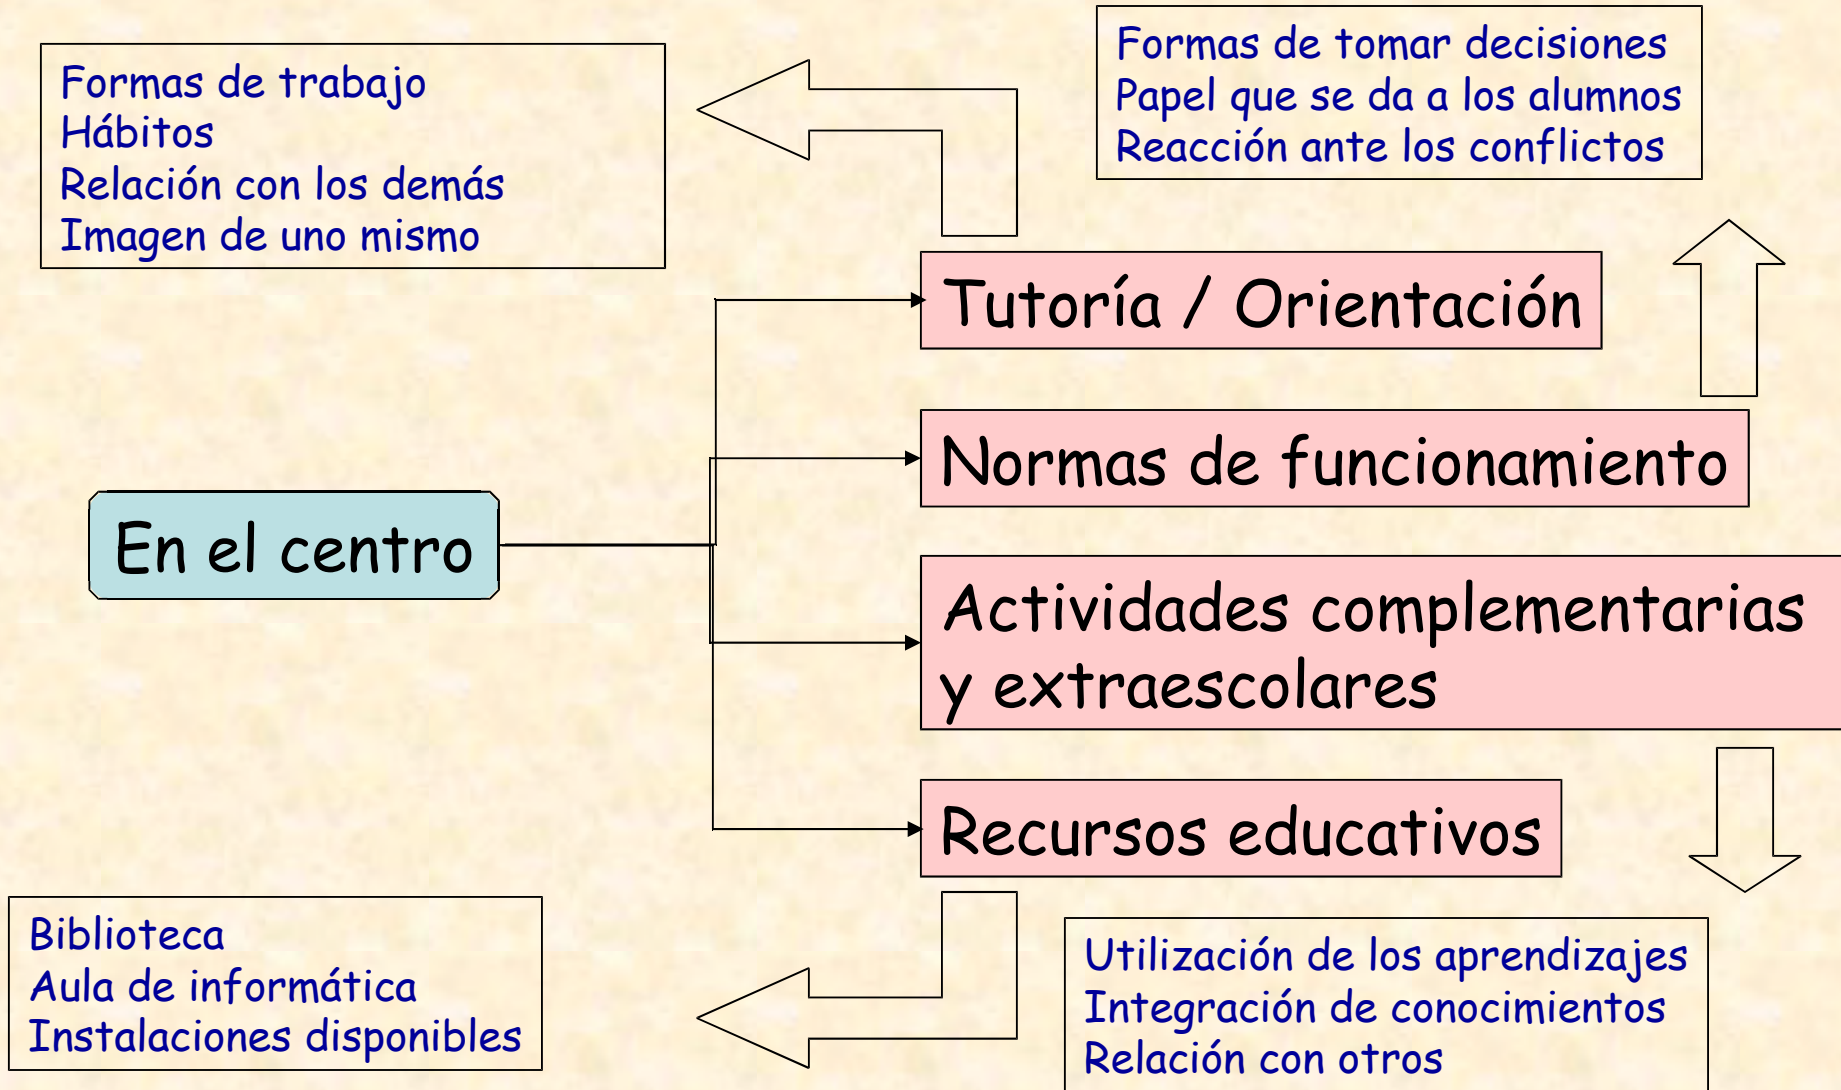 Formas de trabajo
Hábitos
Relación con los demás
Imagen de uno mismo
Formas de tomar decisiones
Papel que se da a los alumnos
Reacción ante los conflictos
Tutoría / Orientación
Normas de funcionamiento
En el centro
Actividades complementarias
y extraescolares
Recursos educativos
Biblioteca
Aula de informática
Instalaciones disponibles
Utilización de los aprendizajes
Integración de conocimientos
Relación con otros